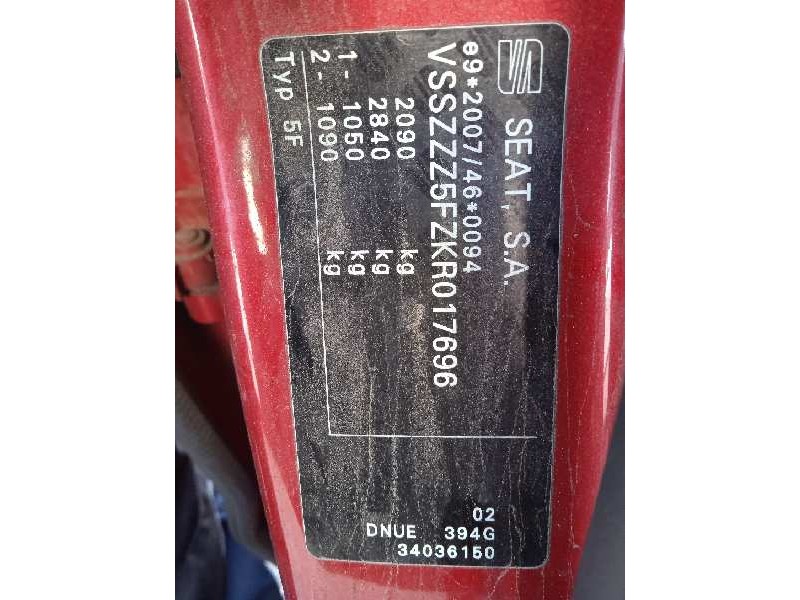 SEAT, S.A.
e9*2007/46*0094
VSSZZZ5FZKR017696
2090 kg
2840 kg
1 - 1050 kg
2 - 1090 kg
Typ 5F
02
DNUE 394G
34036150